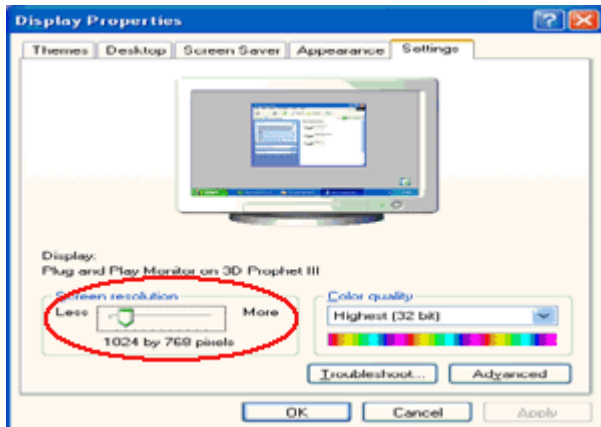 Display Properties
Themes Desktop Screen Saver Appearance Settings
Display:
Plug and Play Monitor on 3D Prophet III
Screen resolution
Less More
1024 by 768 pixels
Color quality
Highest (32 bit)
Troubleshoot... Advanced
OK Cancel Apply